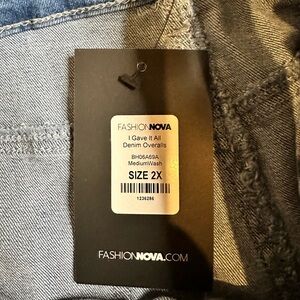 FASHIONNOVA
I Gave It All
Denim Overalls
BH06A69A
MediumWash
SIZE 2X
1236286
FASHIONNOVA.COM